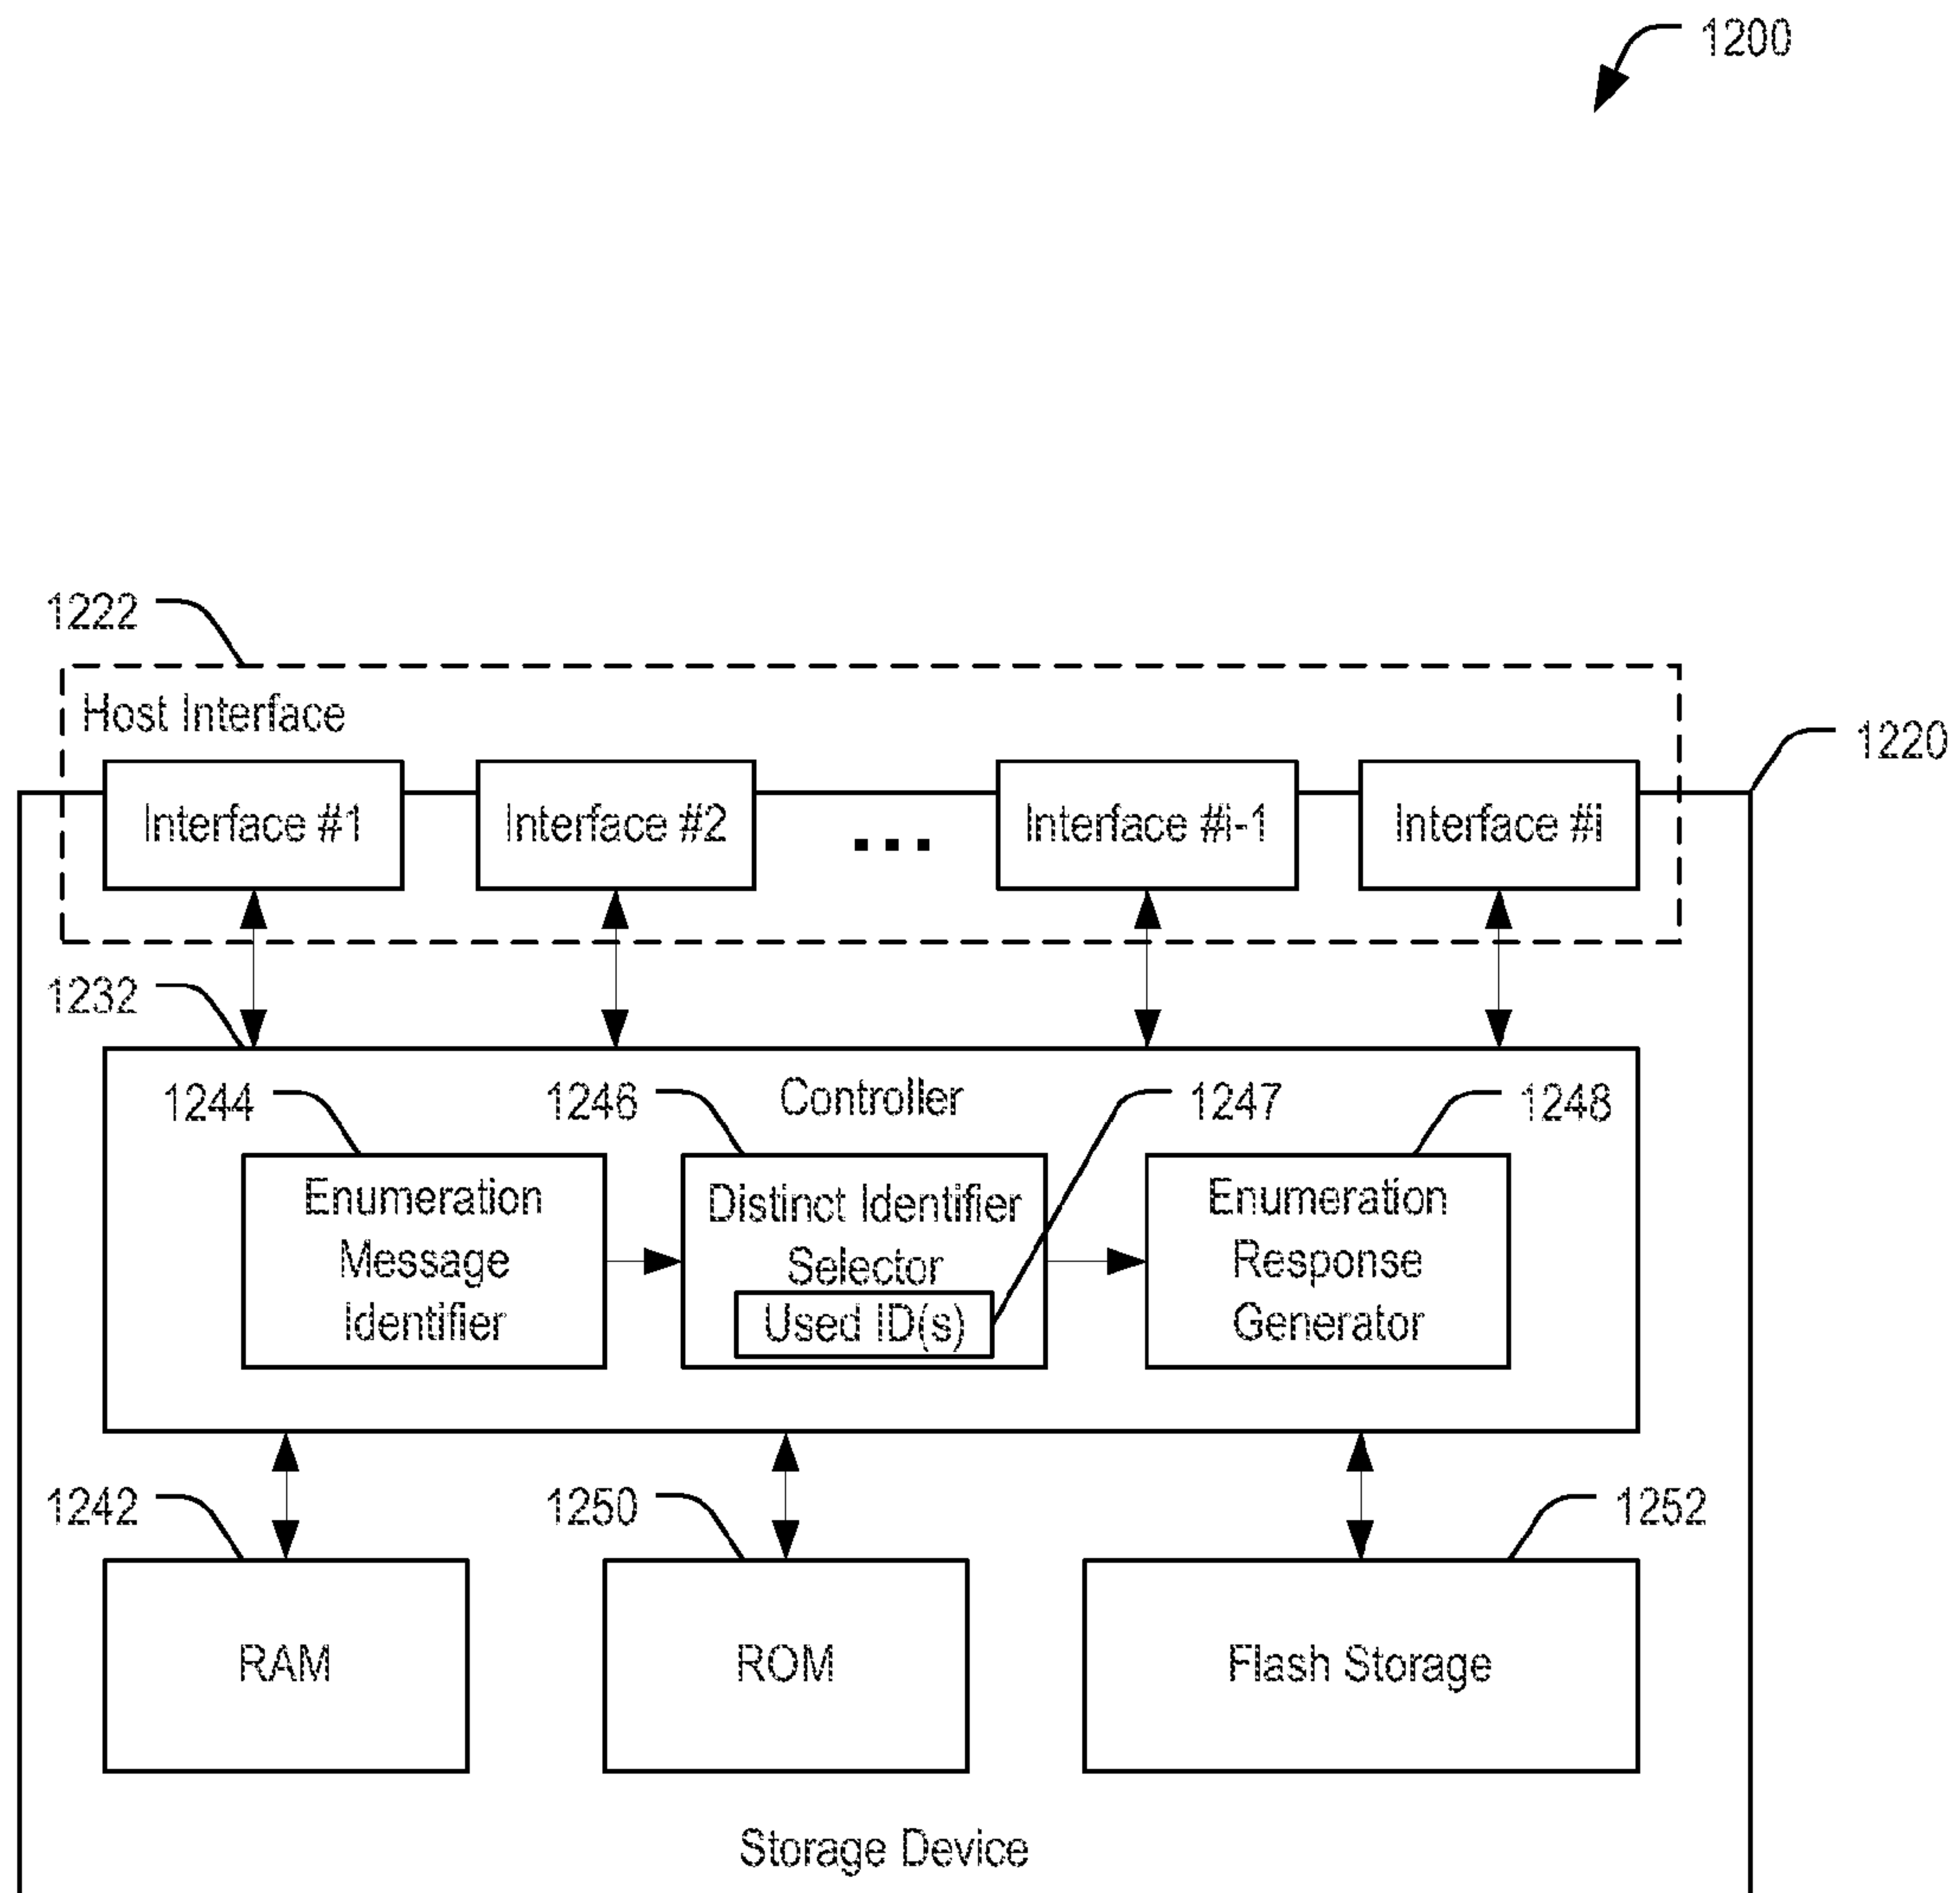 1200
1222
Host Interface
1220
Interface #1
Interface #2
...
Interface #i-1
Interface #i
1232
Controller
1244
1246
1247
1248
Enumeration
Message
Identifier
Distinct Identifier
Selector
Used ID(s)
Enumeration
Response
Generator
1242
1250
1252
RAM
ROM
Flash Storage
Storage Device